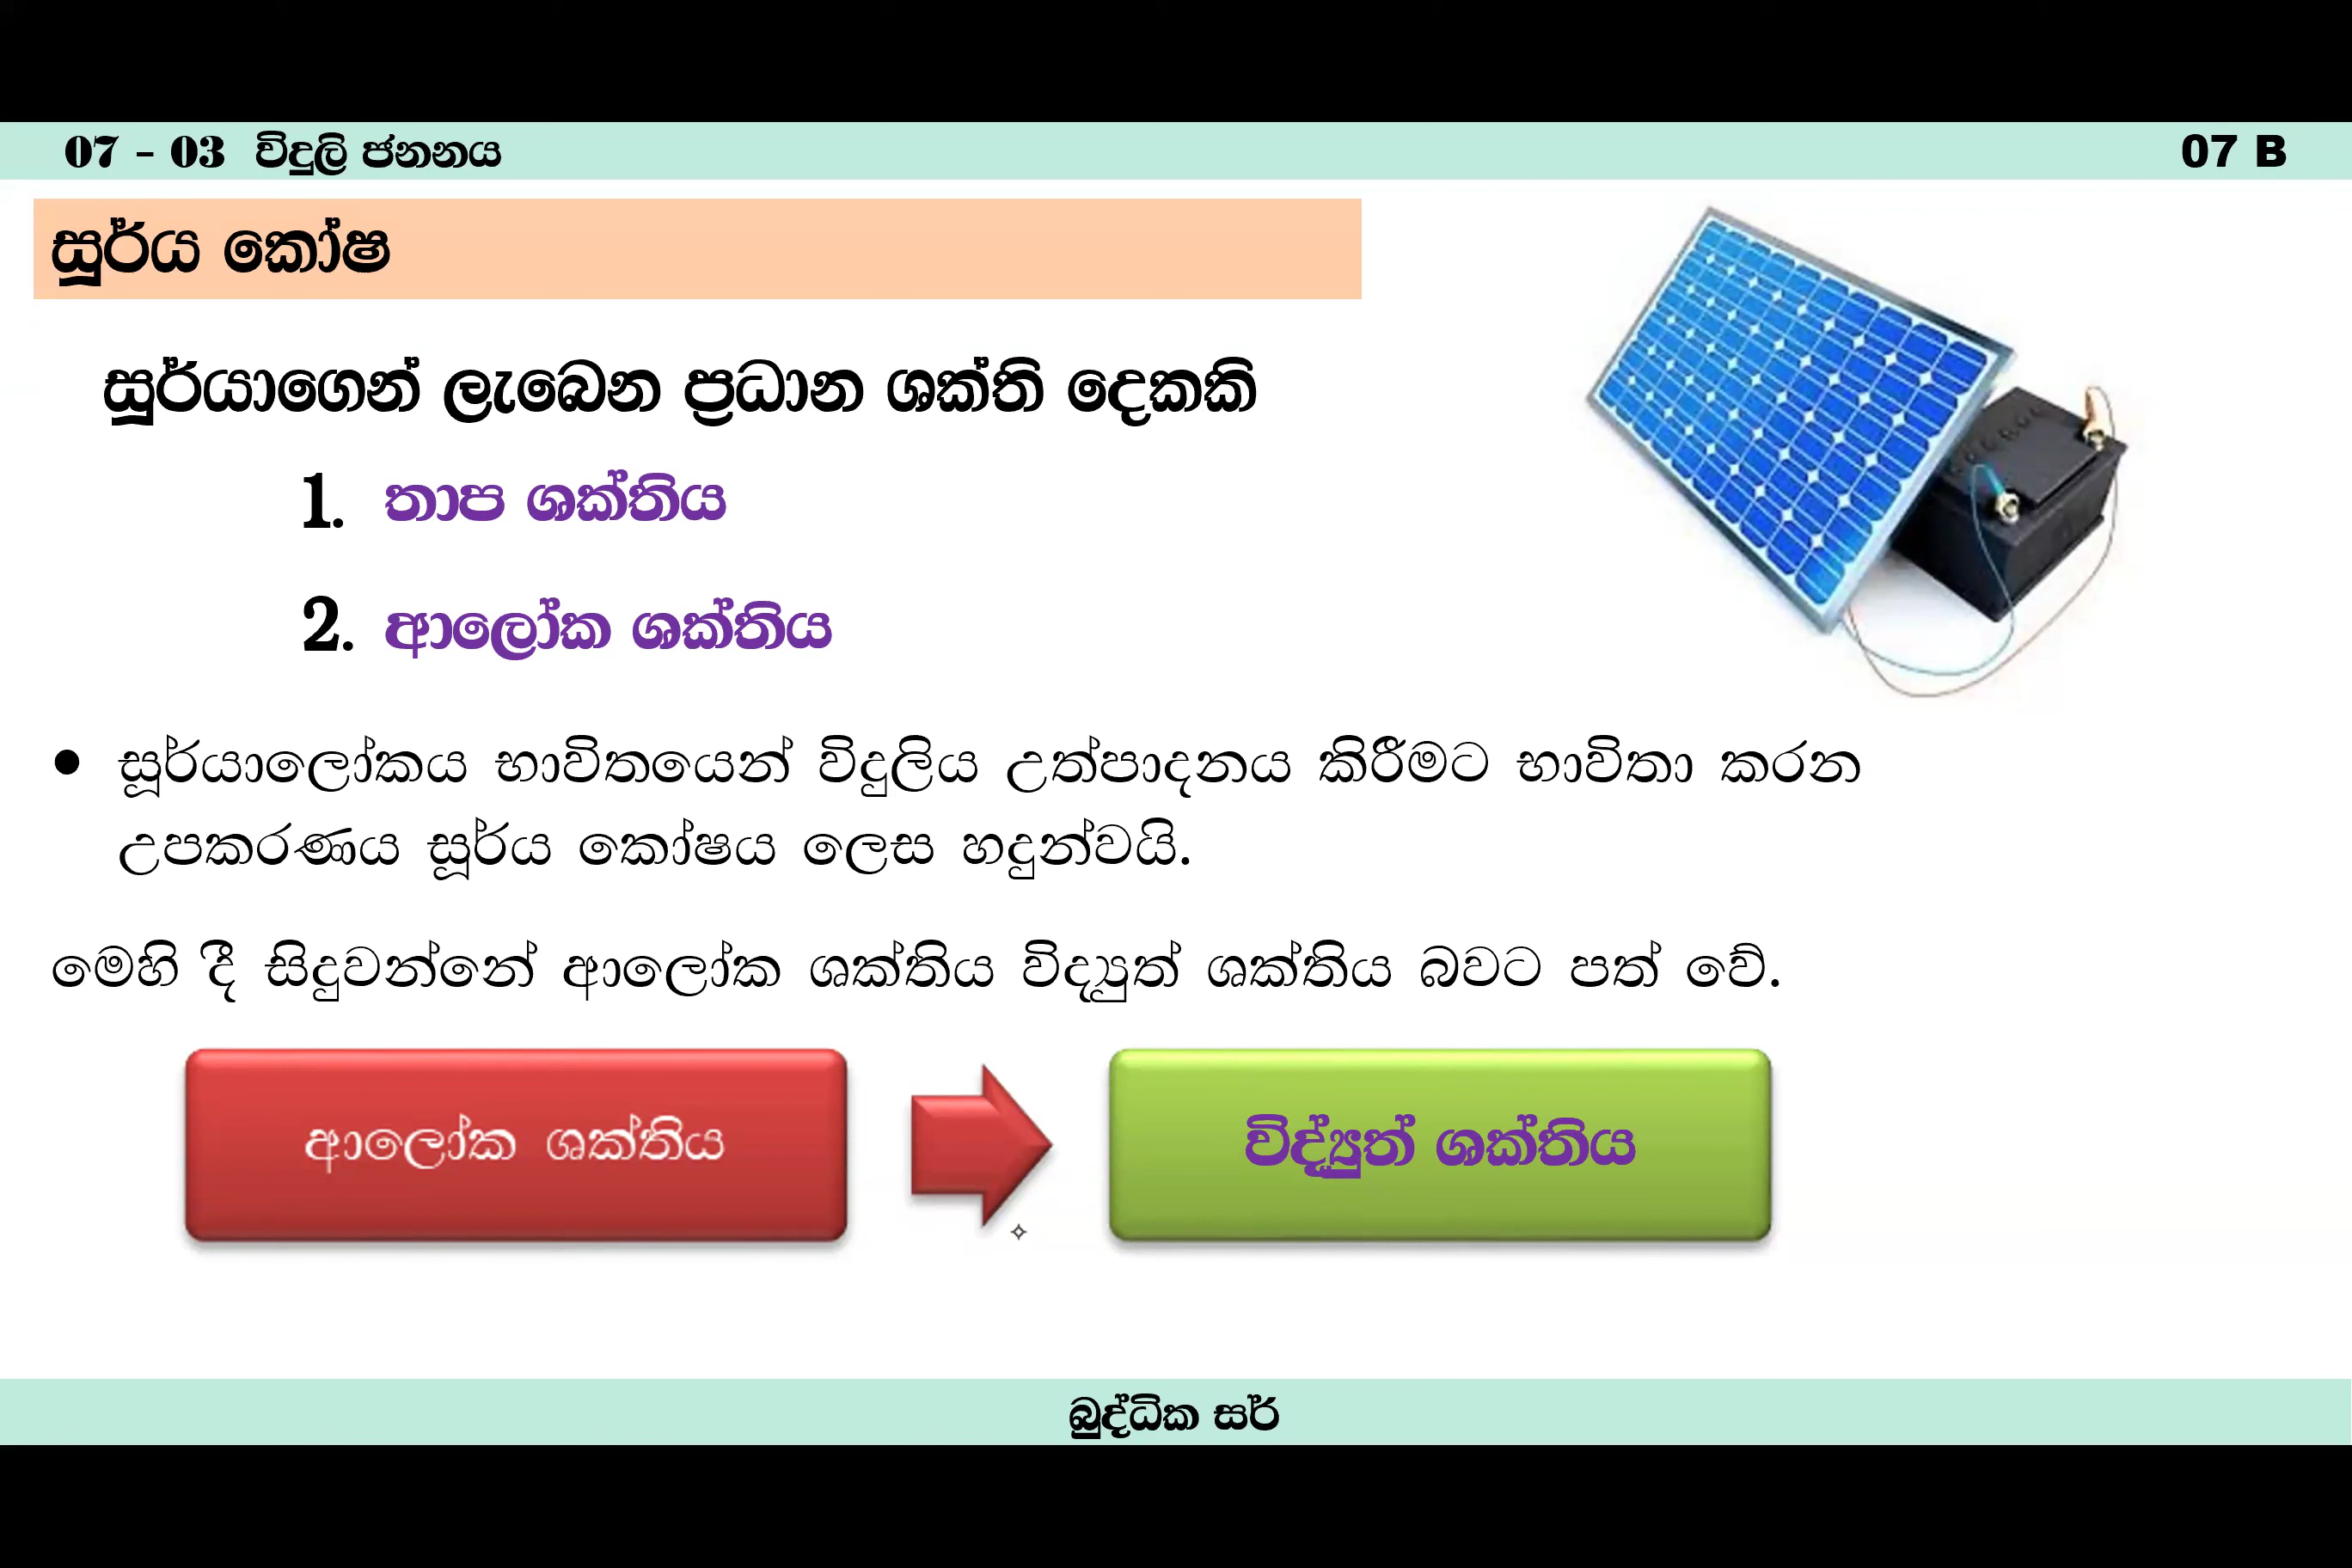 07 - 03 විදුලි ජනනය
07 B
සූර්ය කෝෂ
සූර්යාගෙන් ලැබෙන ප්‍රධාන ශක්ති දෙකකි
1. තාප ශක්තිය
2. ආලෝක ශක්තිය
• සූර්යාලෝකය භාවිතයෙන් විදුලිය උත්පාදනය කිරීමට භාවිතා කරන
උපකරණය සූර්ය කෝෂය ලෙස හදුන්වයි.
මෙහි දී සිදුවන්නේ ආලෝක ශක්තිය විද්‍යුත් ශක්තිය බවට පත් වේ.
ආලෝක ශක්තිය
විද්‍යුත් ශක්තිය
බුද්ධික සර්